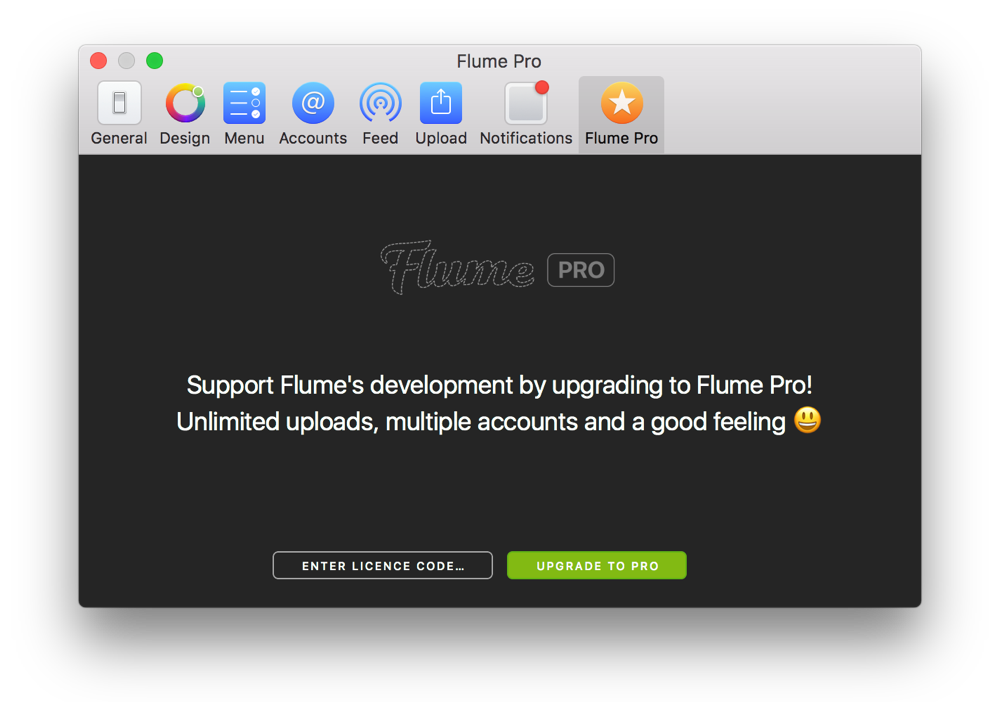 Flume Pro
General Design Menu Accounts Feed Upload Notifications Flume Pro
Flume PRO
Support Flume's development by upgrading to Flume Pro!
Unlimited uploads, multiple accounts and a good feeling 😃
ENTER LICENCE CODE… UPGRADE TO PRO